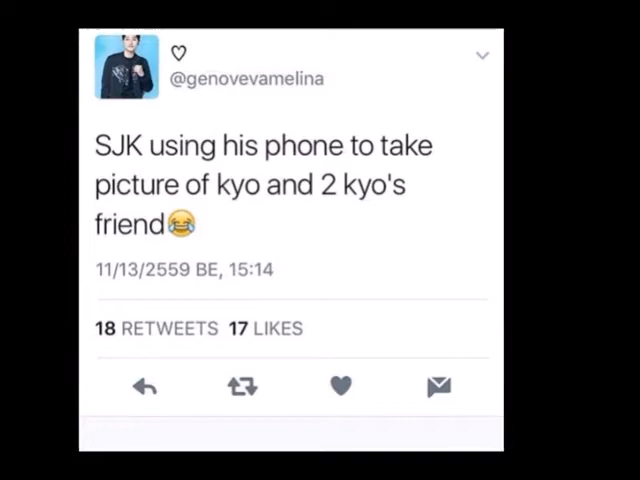 ♡
@genovevamelina
SJK using his phone to take
picture of kyo and 2 kyo's
friend😂
11/13/2559 BE, 15:14
18 RETWEETS 17 LIKES